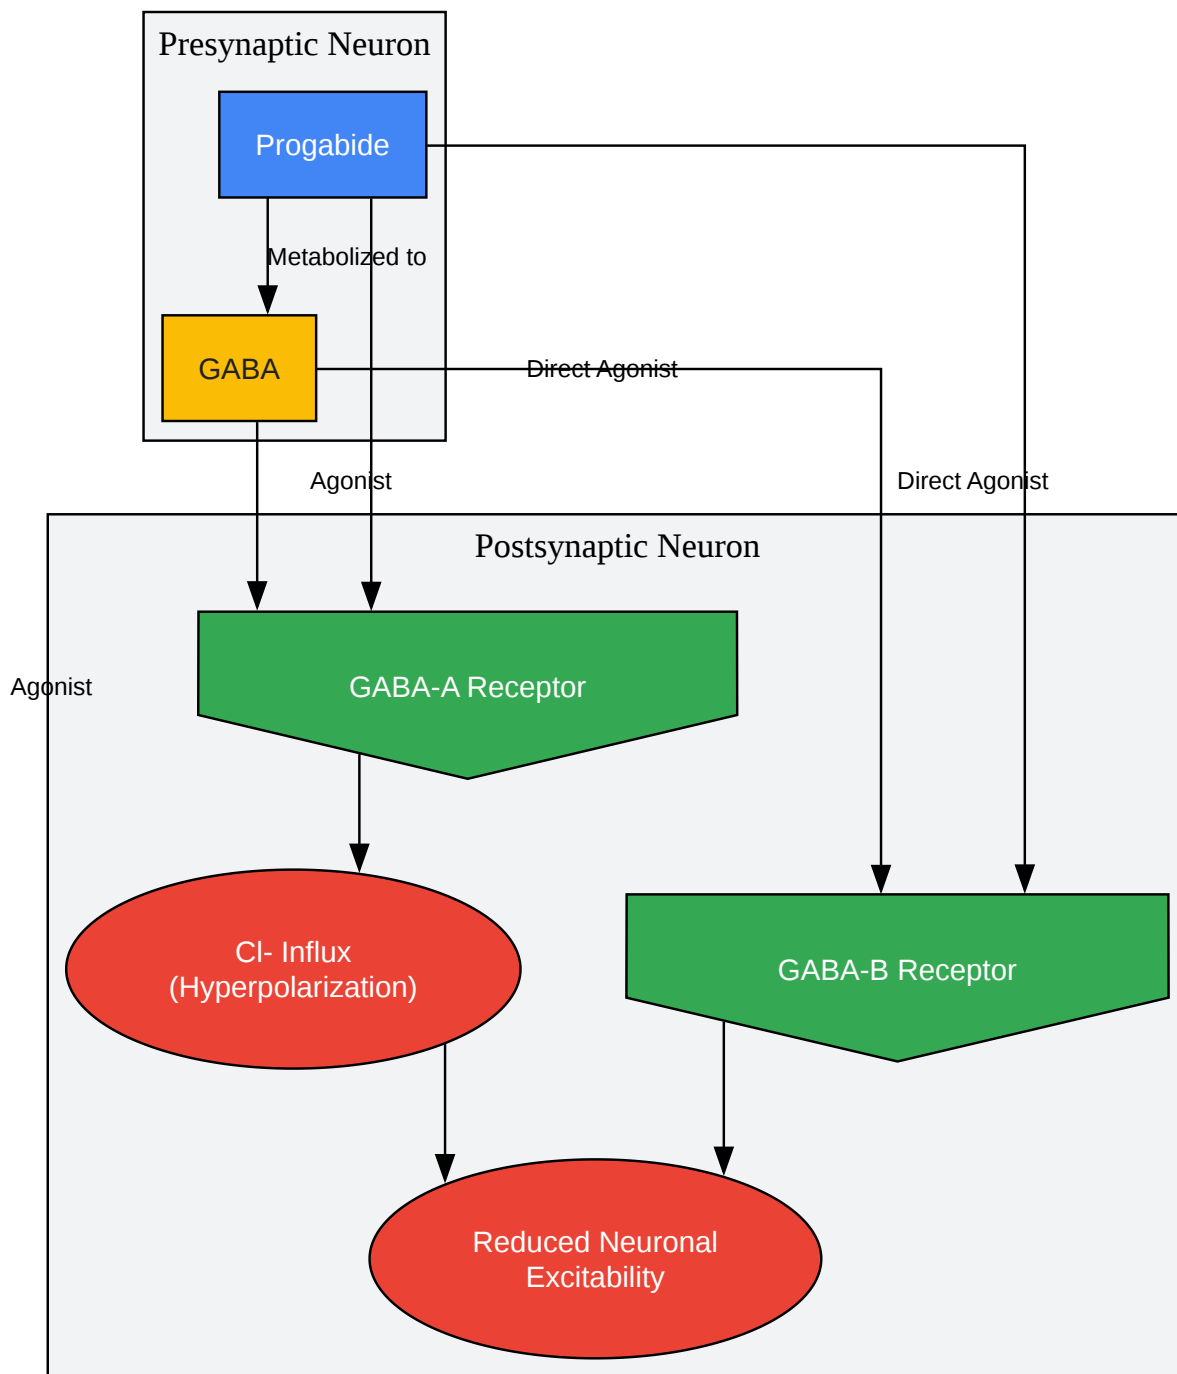 Presynaptic Neuron
Progabide
Metabolized to
GABA
Direct Agonist
Agonist
Direct Agonist
Postsynaptic Neuron
Agonist
GABA-A Receptor
Cl- Influx
(Hyperpolarization)
GABA-B Receptor
Reduced Neuronal
Excitability